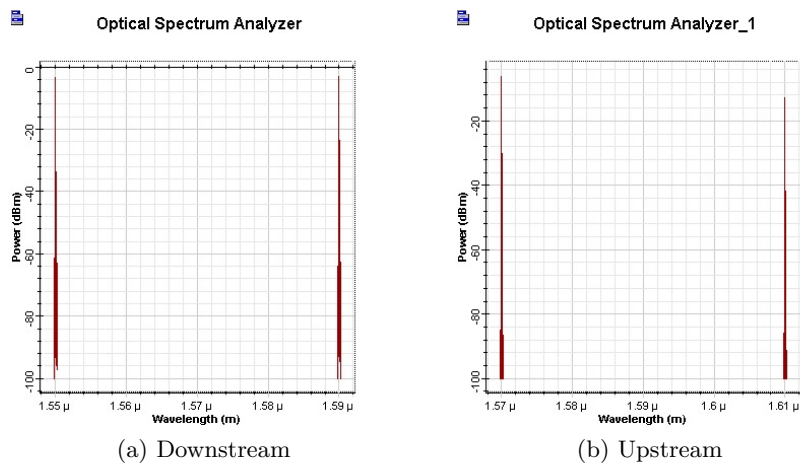 Optical Spectrum Analyzer
Power (dBm)
0
-20
-40
-60
-80
-100
1.55 µ 1.56 µ 1.57 µ 1.58 µ 1.59 µ
Wavelength (m)
(a) Downstream
Optical Spectrum Analyzer_1
Power (dBm)
-20
-40
-60
-80
-100
1.57 µ 1.58 µ 1.59 µ 1.6 µ 1.61 µ
Wavelength (m)
(b) Upstream